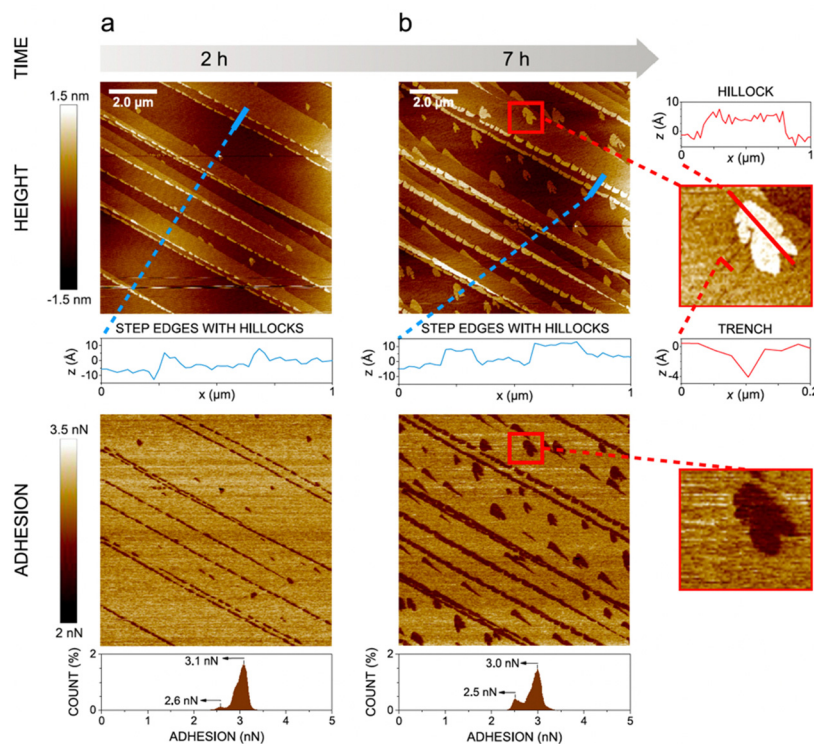 a
b
TIME
2 h
7 h
1.5 nm
-1.5 nm
HEIGHT
2.0 µm
2.0 µm
HILLOCK
z (Å)
10
0
0
1
x (µm)
STEP EDGES WITH HILLOCKS
z (Å)
10
0
-10
0
1
x (µm)
STEP EDGES WITH HILLOCKS
z (Å)
10
0
-10
0
1
x (µm)
TRENCH
z (Å)
0
-4
0
0.2
x (µm)
3.5 nN
2 nN
ADHESION
COUNT (%)
2
0
3.1 nN
2.6 nN
0 1 2 3 4 5
ADHESION (nN)
COUNT (%)
2
0
3.0 nN
2.5 nN
0 1 2 3 4 5
ADHESION (nN)